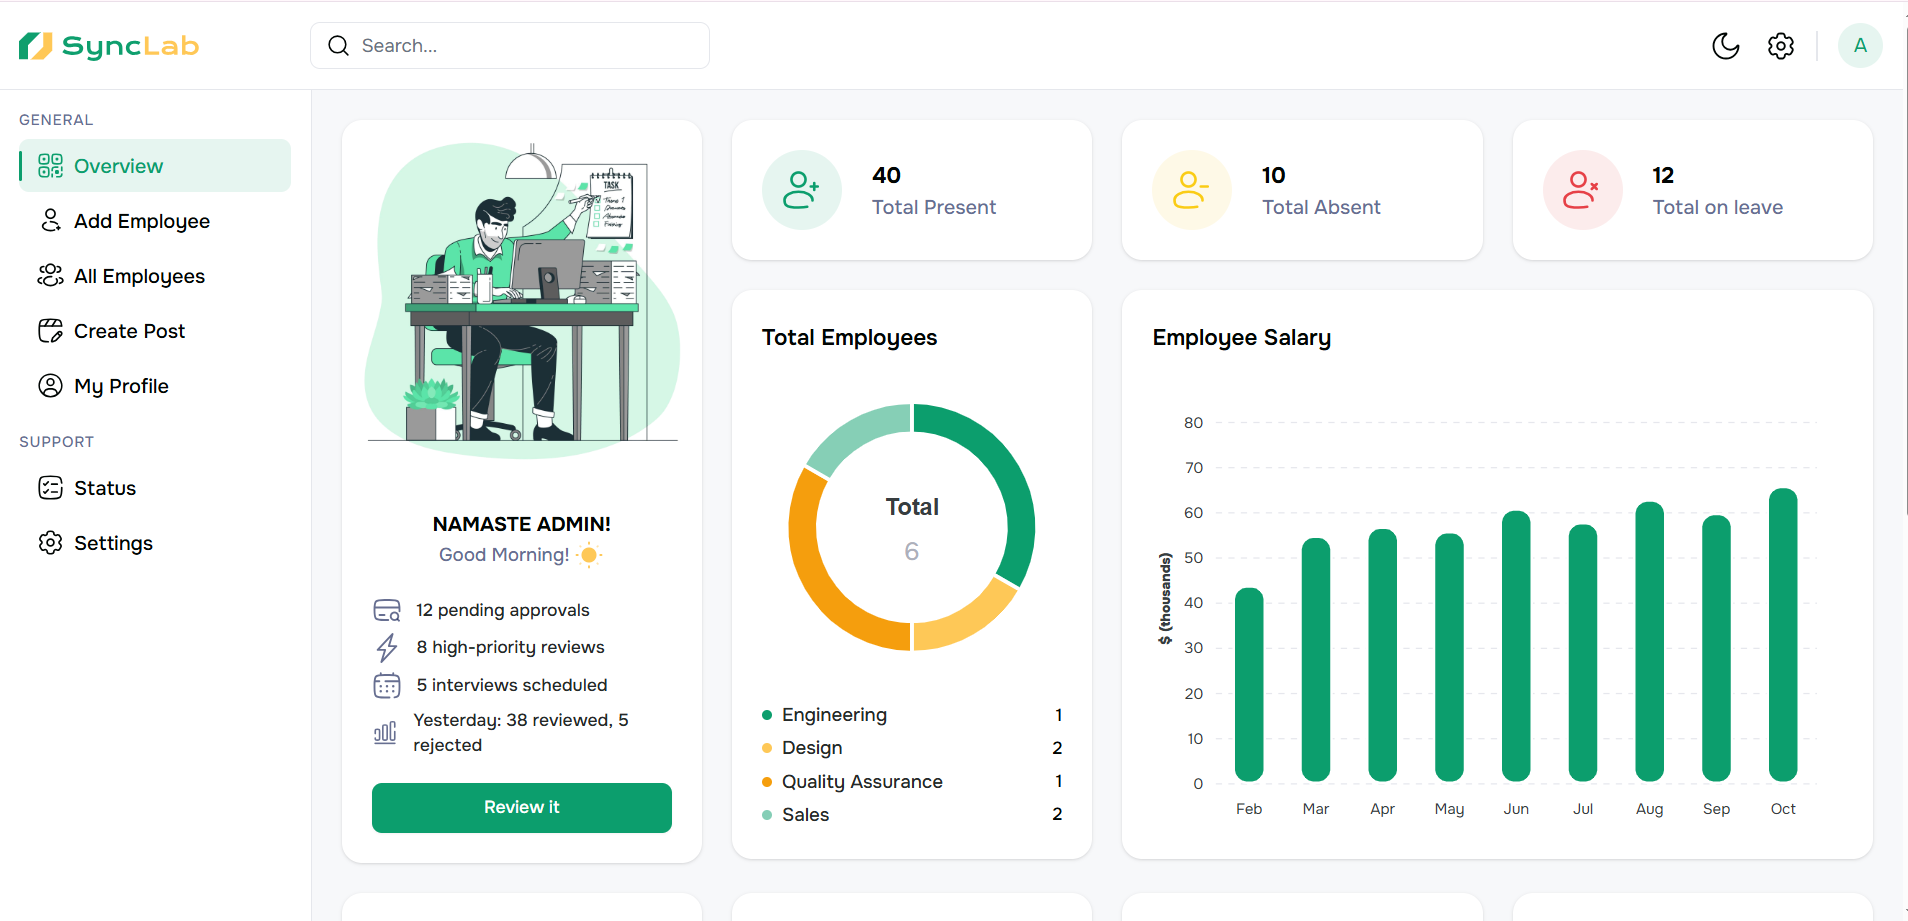 SyncLab
Search...
A
GENERAL
Overview
Add Employee
All Employees
Create Post
My Profile
SUPPORT
Status
Settings
TASK
NAMASTE ADMIN!
Good Morning!
12 pending approvals
8 high-priority reviews
5 interviews scheduled
Yesterday: 38 reviewed, 5
rejected
Review it
40
Total Present
10
Total Absent
12
Total on leave
Total Employees
Total
6
Engineering 1
Design 2
Quality Assurance 1
Sales 2
Employee Salary
$ (thousands)
80
70
60
50
40
30
20
10
0
Feb Mar Apr May Jun Jul Aug Sep Oct